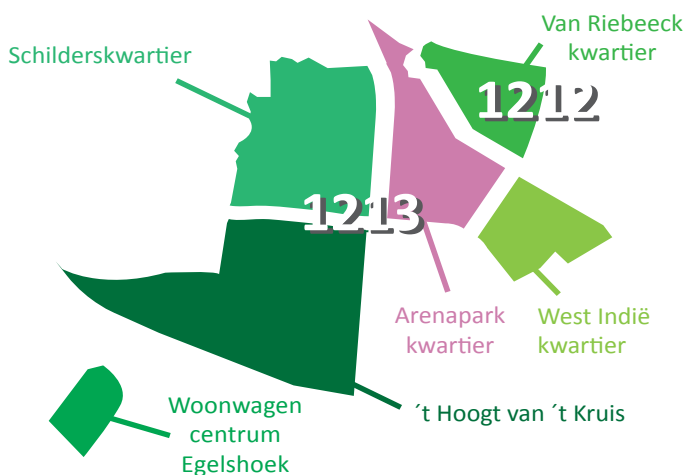 Van Riebeeck
kwartier
Schilderskwartier
1212
1213
Arenapark
kwartier
West Indië
kwartier
´t Hoogt van ´t Kruis
Woonwagen
centrum
Egelshoek